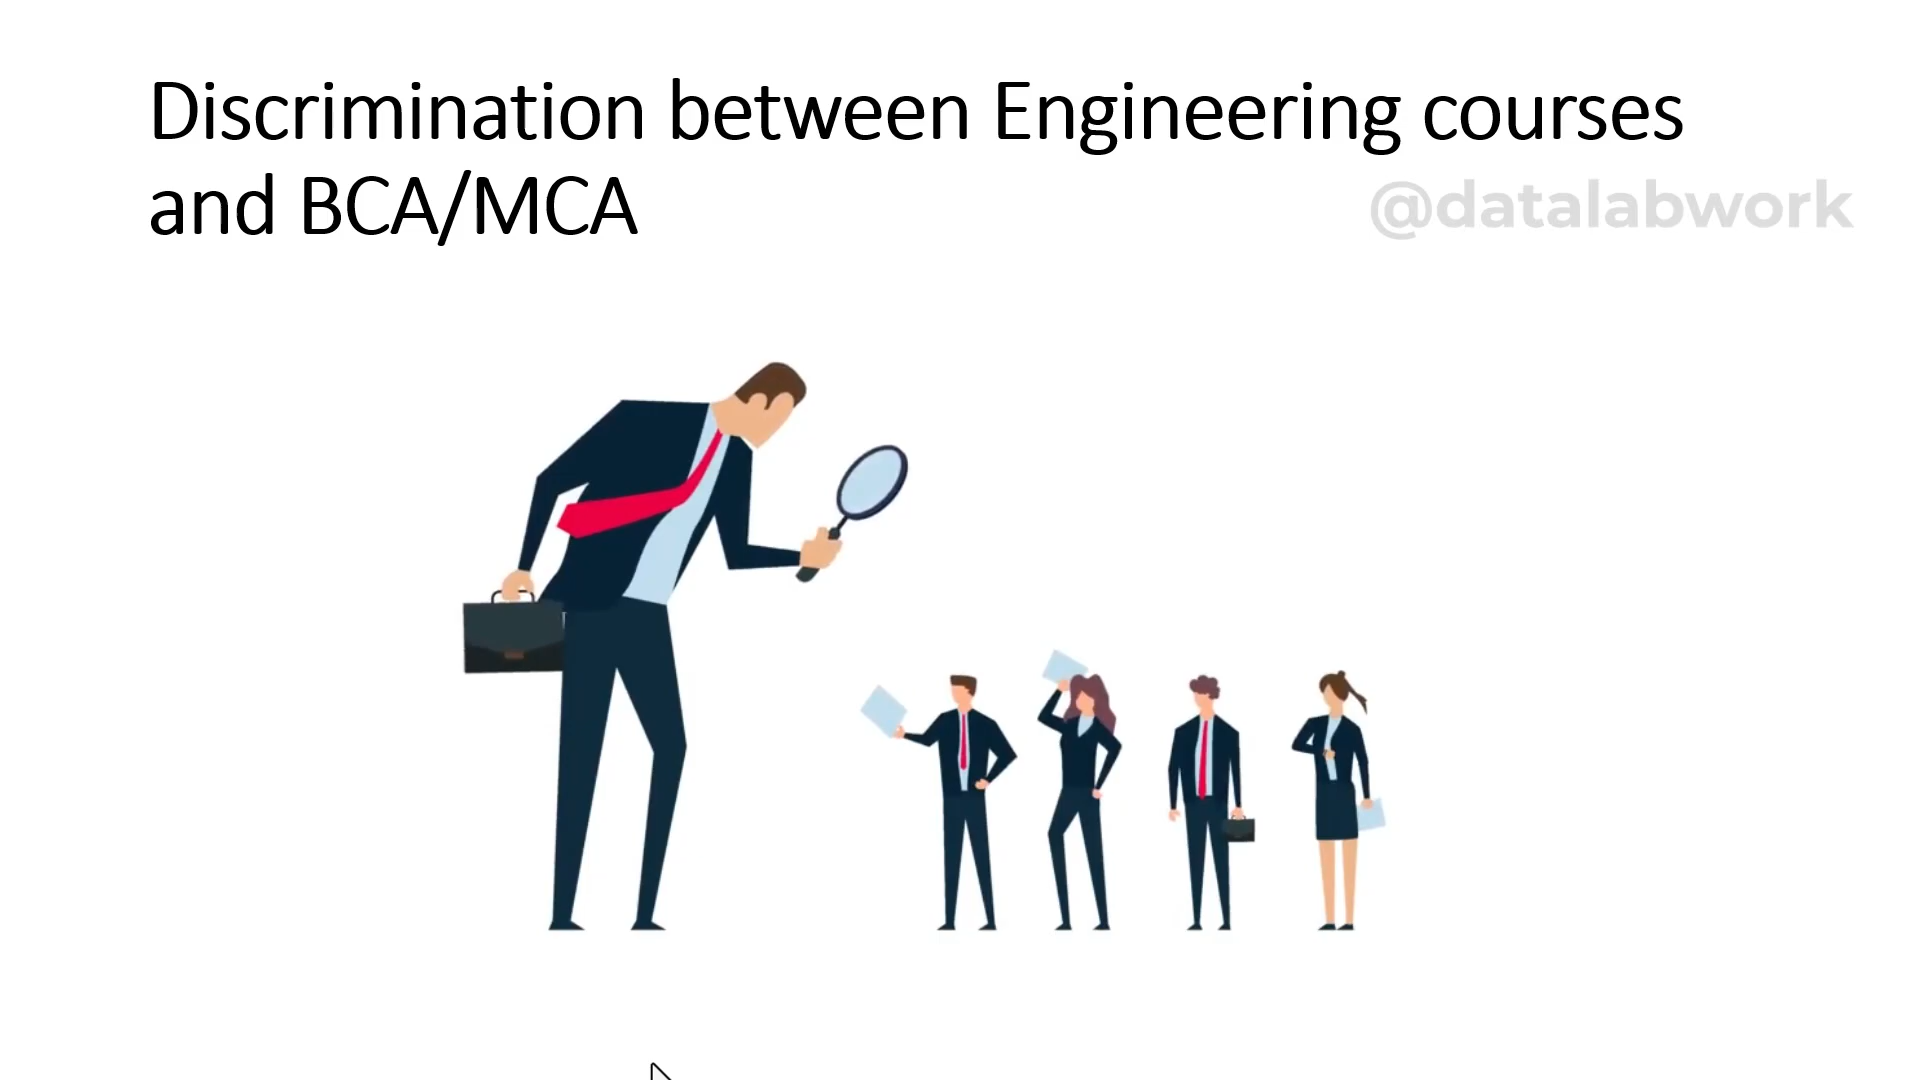 Discrimination between Engineering courses
and BCA/MCA
@datalabwork